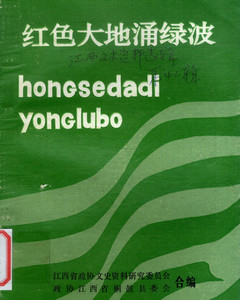 红色大地涌绿波
hongsedadi
yonglubo
江西省政协文史资料研究委员会
政协江西省铜鼓县委会
合编